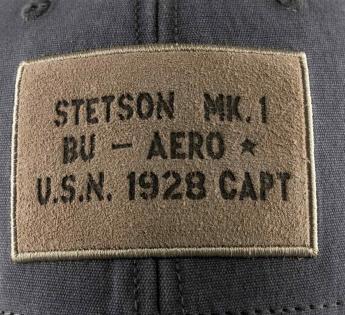 STETSON MK.1
BU - AERO ★
U.S.N. 1928 CAPT